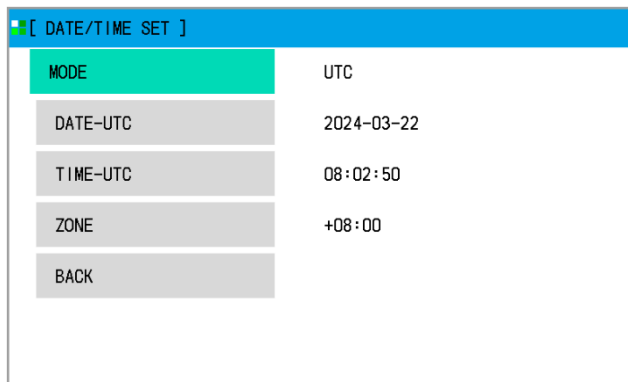 [ DATE/TIME SET ]
MODE UTC
DATE-UTC 2024-03-22
TIME-UTC 08:02:50
ZONE +08:00
BACK